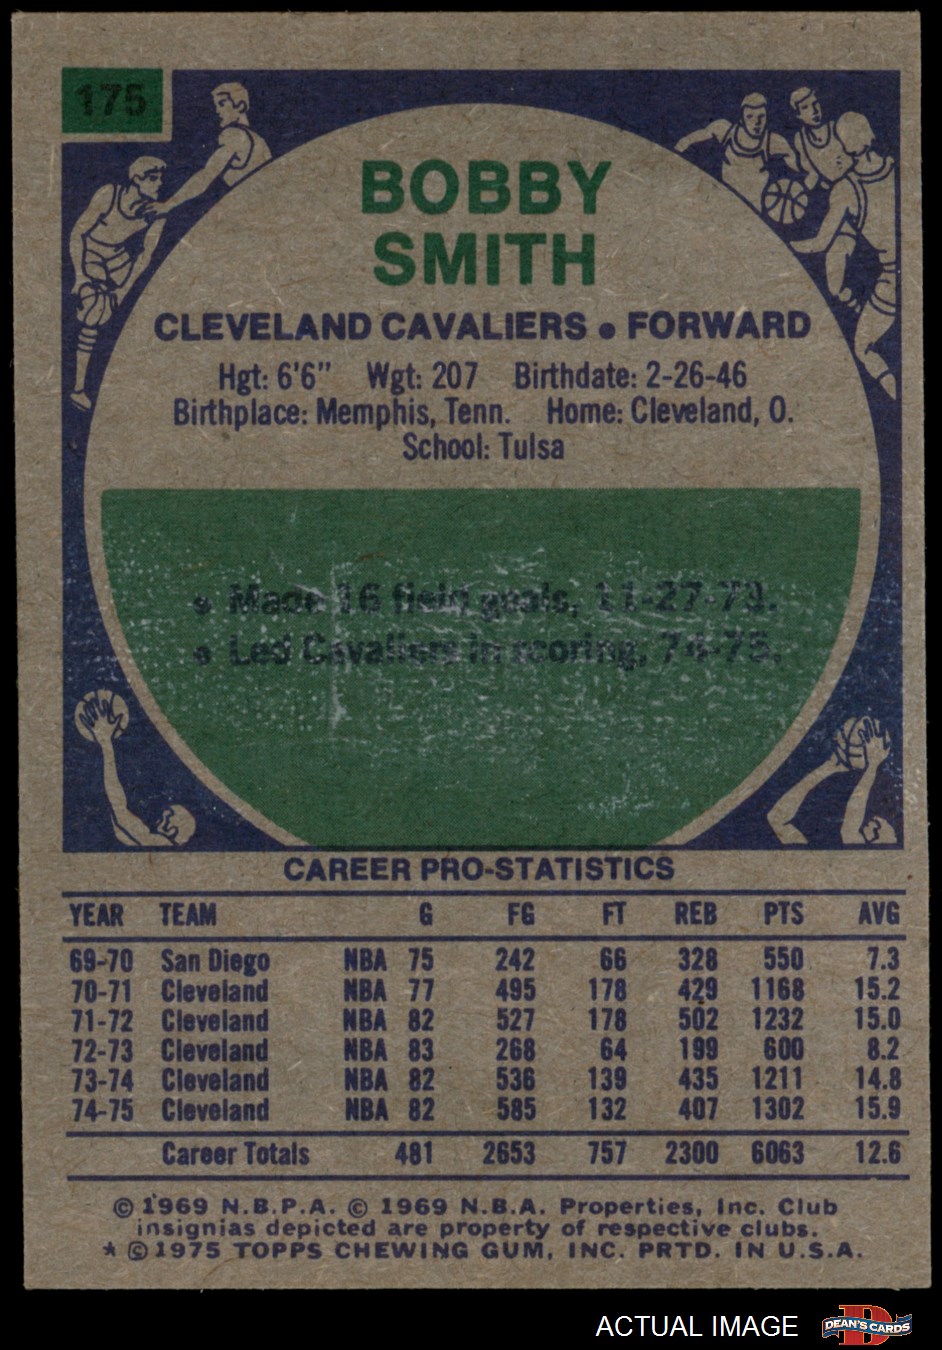 175
BOBBY
SMITH
CLEVELAND CAVALIERS • FORWARD
Hgt: 6'6" Wgt: 207 Birthdate: 2-26-46
Birthplace: Memphis, Tenn. Home: Cleveland, O.
School: Tulsa
• Made 16 field goals, 11-27-73.
• Led Cavaliers in scoring, 74-75.
CAREER PRO-STATISTICS
YEAR TEAM G FG FT REB PTS AVG
69-70 San Diego NBA 75 242 66 328 550 7.3
70-71 Cleveland NBA 77 495 178 429 1168 15.2
71-72 Cleveland NBA 82 527 178 502 1232 15.0
72-73 Cleveland NBA 83 268 64 199 600 8.2
73-74 Cleveland NBA 82 536 139 435 1211 14.8
74-75 Cleveland NBA 82 585 132 407 1302 15.9
Career Totals 481 2653 757 2300 6063 12.6
© 1969 N.B.P.A. © 1969 N.B.A. Properties, Inc. Club
insignias depicted are property of respective clubs.
* © 1975 TOPPS CHEWING GUM, INC. PRTD. IN U.S.A.
ACTUAL IMAGE D DEAN'S CARDS